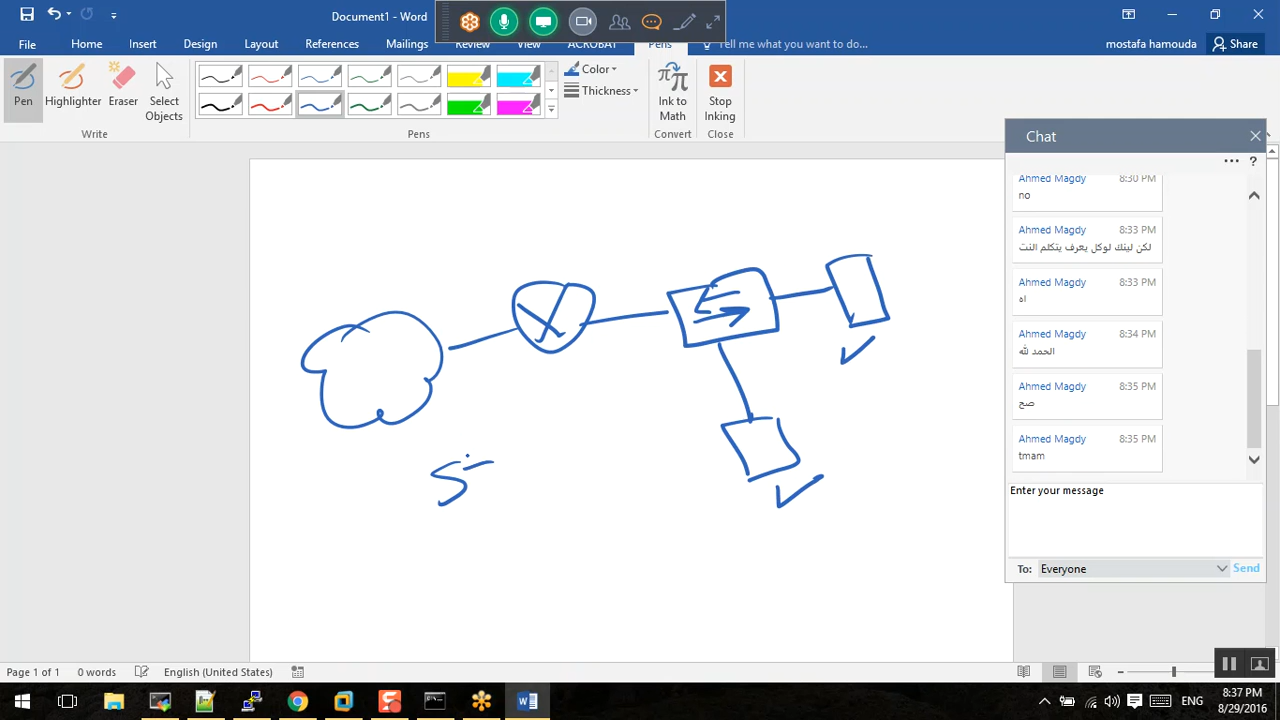 Document1 - Word
File
Home
Insert
Design
Layout
References
Mailings
Review
View
ACROBAT
Pens
Tell me what you want to do...
mostafa hamouda
Share
Pen
Highlighter
Eraser
Select Objects
Color
Thickness
Ink to Math
Stop Inking
Write
Pens
Convert
Close
Chat
Ahmed Magdy 8:30 PM
no
Ahmed Magdy 8:33 PM
لكن لينك لوكل يعرف يتكلم النت
Ahmed Magdy 8:33 PM
اه
Ahmed Magdy 8:34 PM
الحمد لله
Ahmed Magdy 8:35 PM
صح
Ahmed Magdy 8:35 PM
tmam
Enter your message
To: Everyone
Send
Page 1 of 1
0 words
English (United States)
ENG
8:37 PM
8/29/2016